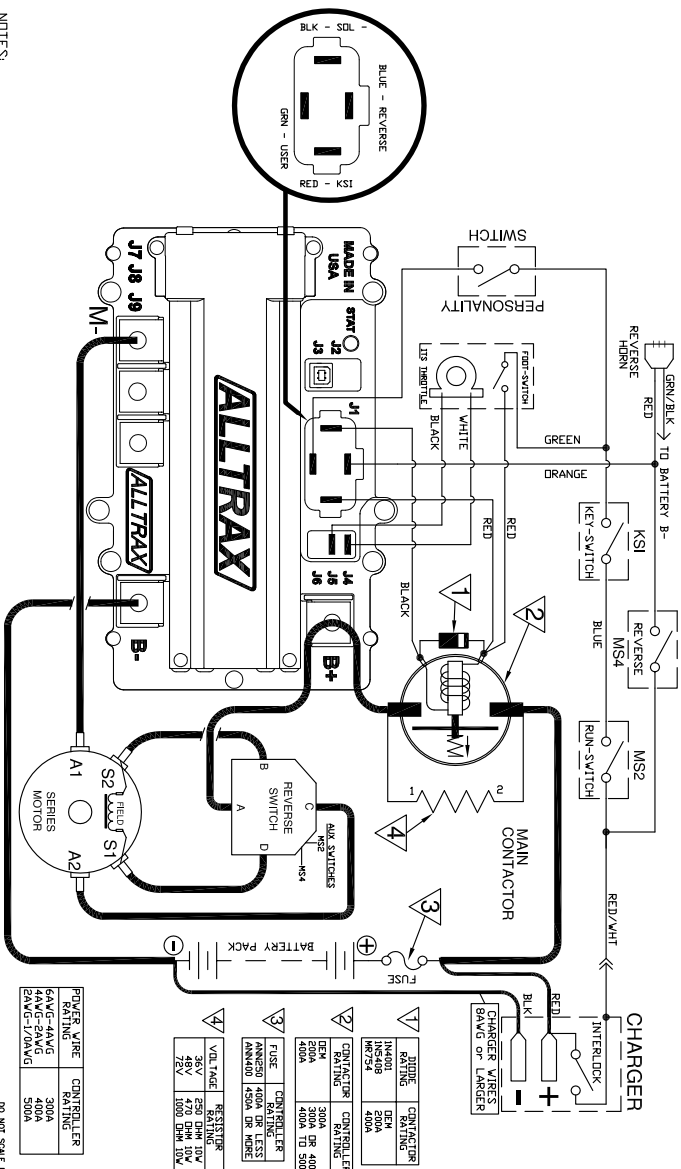 NOTES:
BLK - SOL -
BLUE - REVERSE
GRN - USER
RED - KSI
MADE IN
USA
STAT
J2
J3
J1
J4
J5
J6
J7 J8 J9
M-
B-
B+
ALLTRAX
ALLTRAX
SWITCH
PERSONALITY
REVERSE
HORN
GRN/BLK
RED
TO BATTERY B-
FOOT-SWITCH
ITS THROTTLE
BLACK
WHITE
GREEN
ORANGE
RED
RED
BLACK
KSI
KEY-SWITCH
BLUE
MS4
REVERSE
MS2
RUN-SWITCH
RED/WHT
1
2
1
2
4
MAIN
CONTACTOR
3
FUSE
+
BATTERY PACK
-
REVERSE
SWITCH
A
B
C
D
AUX SWITCHES
MS2
MS4
S2
FIELD
S1
A1
A2
SERIES
MOTOR
CHARGER
INTERLOCK
RED
BLK
+
-
CHARGER WIRES
8AWG or LARGER
1
DIODE CONTACTOR
RATING RATING
1N4001 OEM
1N5408 200A
MR754 400A
2
CONTACTOR CONTROLLER
RATING RATING
OEM 300A OR 400
200A 400A TO 500
400A
3
FUSE CONTROLLER
RATING
ANN250 400A OR LESS
ANN400 450A OR MORE
4
VOLTAGE RESISTOR
RATING
36V 250 OHM 10W
48V 470 OHM 10W
72V 1000 OHM 10W
POWER WIRE CONTROLLER
RATING RATING
6AWG-4AWG 300A
4AWG-2AWG 400A
2AWG-1/0AWG 500A
DO NOT SCALE